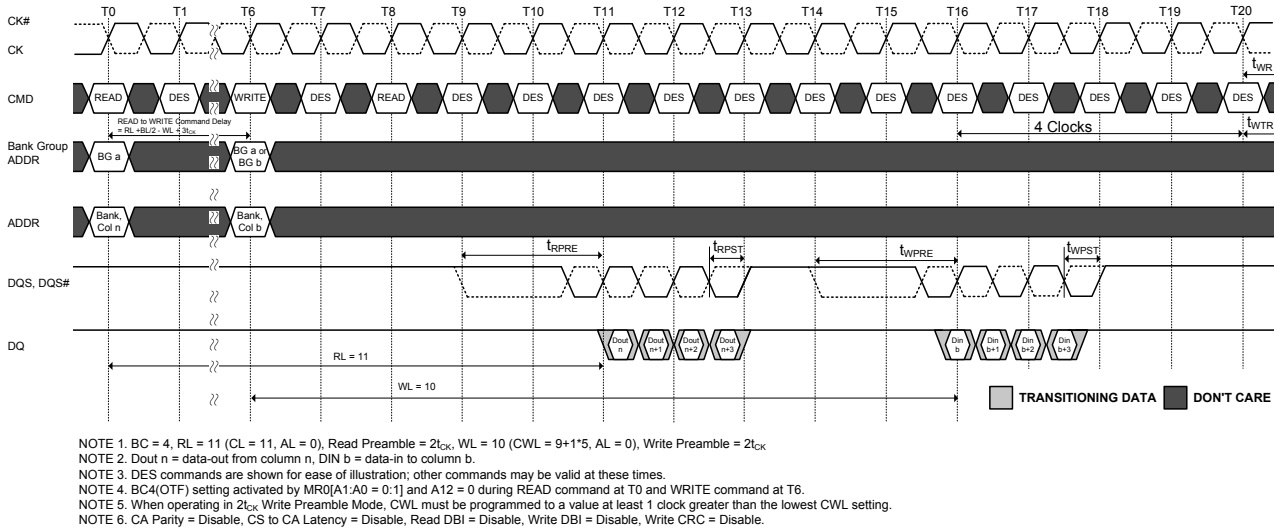 T0 T1 T6 T7 T8 T9 T10 T11 T12 T13 T14 T15 T16 T17 T18 T19 T20
CK#
CK
tWR
CMD READ DES WRITE DES READ DES DES DES DES DES DES DES DES DES DES DES DES
READ to WRITE Command Delay
= RL +BL/2 - WL + 3tCK
4 Clocks
tWTR
Bank Group
ADDR
BG a
BG a or
BG b
ADDR
Bank,
Col n
Bank,
Col b
tRPRE tRPST tWPRE tWPST
DQS, DQS#
DQ
Dout
n
Dout
n+1
Dout
n+2
Dout
n+3
Din
b
Din
b+1
Din
b+2
Din
b+3
RL = 11
WL = 10
TRANSITIONING DATA DON'T CARE
NOTE 1. BC = 4, RL = 11 (CL = 11, AL = 0), Read Preamble = 2tCK, WL = 10 (CWL = 9+1*5, AL = 0), Write Preamble = 2tCK
NOTE 2. Dout n = data-out from column n, DIN b = data-in to column b.
NOTE 3. DES commands are shown for ease of illustration; other commands may be valid at these times.
NOTE 4. BC4(OTF) setting activated by MR0[A1:A0 = 0:1] and A12 = 0 during READ command at T0 and WRITE command at T6.
NOTE 5. When operating in 2tCK Write Preamble Mode, CWL must be programmed to a value at least 1 clock greater than the lowest CWL setting.
NOTE 6. CA Parity = Disable, CS to CA Latency = Disable, Read DBI = Disable, Write DBI = Disable, Write CRC = Disable.